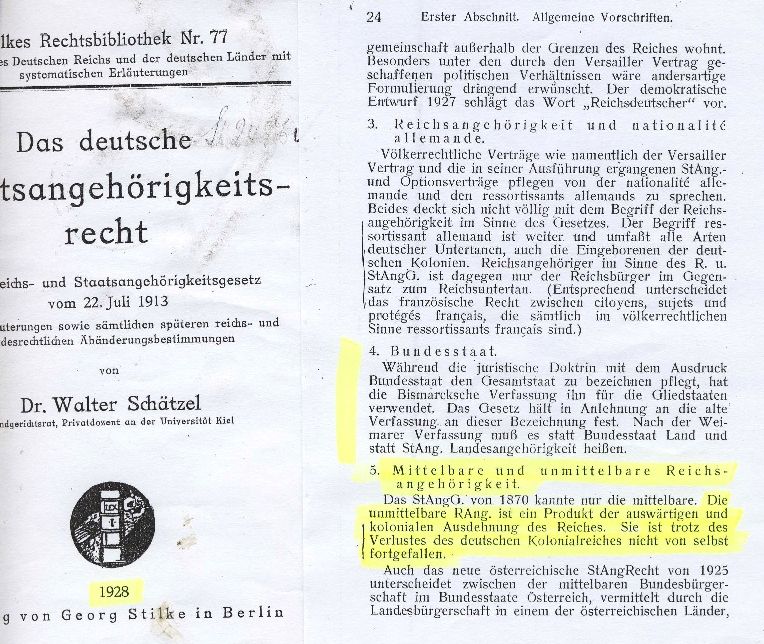 lkes Rechtsbibliothek Nr. 77
es Deutschen Reichs und der deutschen Länder mit
systematischen Erläuterungen
Das deutsche
tsangehörigkeits-
recht
eichs- und Staatsangehörigkeitsgesetz
vom 22. Juli 1913
uterungen sowie sämtlichen späteren reichs- und
desrechtlichen Abänderungsbestimmungen
von
Dr. Walter Schätzel
ndgerichtsrat, Privatdozent an der Universität Kiel
LEX
I
1928
g von Georg Stilke in Berlin
24 Erster Abschnitt. Allgemeine Vorschriften.
gemeinschaft außerhalb der Grenzen des Reiches wohnt.
Besonders unter den durch den Versailler Vertrag ge-
schaffenen politischen Verhältnissen wäre andersartige
Formulierung dringend erwünscht. Der demokratische
Entwurf 1927 schlägt das Wort „Reichsdeutscher“ vor.
3. Reichsangehörigkeit und nationalité
allemande.
Völkerrechtliche Verträge wie namentlich der Versailler
Vertrag und die in seiner Ausführung ergangenen StAng.-
und Optionsverträge pflegen von der nationalité alle-
mande und den ressortissants allemands zu sprechen.
Beides deckt sich nicht völlig mit dem Begriff der Reichs-
angehörigkeit im Sinne des Gesetzes. Der Begriff res-
sortissant allemand ist weiter und umfaßt alle Arten
deutscher Untertanen, auch die Eingeborenen der deut-
schen Kolonien. Reichsangehöriger im Sinne des R. u.
StAngG. ist dagegen nur der Reichsbürger im Gegen-
satz zum Reichsuntertan. (Entsprechend unterscheidet
das französische Recht zwischen citoyens, sujets und
protégés français, die sämtlich im völkerrechtlichen
Sinne ressortissants français sind.)
4. Bundesstaat.
Während die juristische Doktrin mit dem Ausdruck
Bundesstaat den Gesamtstaat zu bezeichnen pflegt, hat
die Bismarcksche Verfassung ihn für die Gliedstaaten
verwendet. Das Gesetz hält in Anlehnung an die alte
Verfassung an dieser Bezeichnung fest. Nach der Wei-
marer Verfassung muß es statt Bundesstaat Land und
statt StAng. Landesangehörigkeit heißen.
5. Mittelbare und unmittelbare Reichs-
angehörigkeit.
Das StAngG. von 1870 kannte nur die mittelbare. Die
unmittelbare RAng. ist ein Produkt der auswärtigen und
kolonialen Ausdehnung des Reiches. Sie ist trotz des
Verlustes des deutschen Kolonialreiches nicht von selbst
fortgefallen.
Auch das neue österreichische StAngRecht von 1925
unterscheidet zwischen der mittelbaren Bundesbürger-
schaft im Bundesstaate Österreich, vermittelt durch die
Landesbürgerschaft in einem der österreichischen Länder,